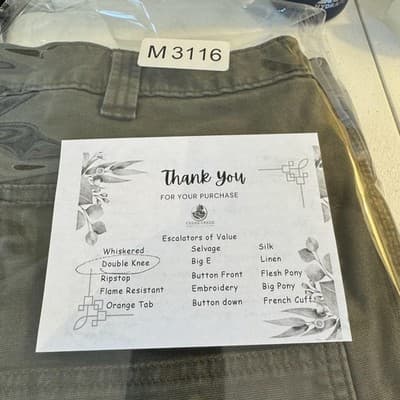 M 3116
Thank You
FOR YOUR PURCHASE
Escalators of Value
Whiskered Selvage Silk
Double Knee Big E Linen
Ripstop Button Front Flesh Pony
Flame Resistant Embroidery Big Pony
Orange Tab Button down French Cuff